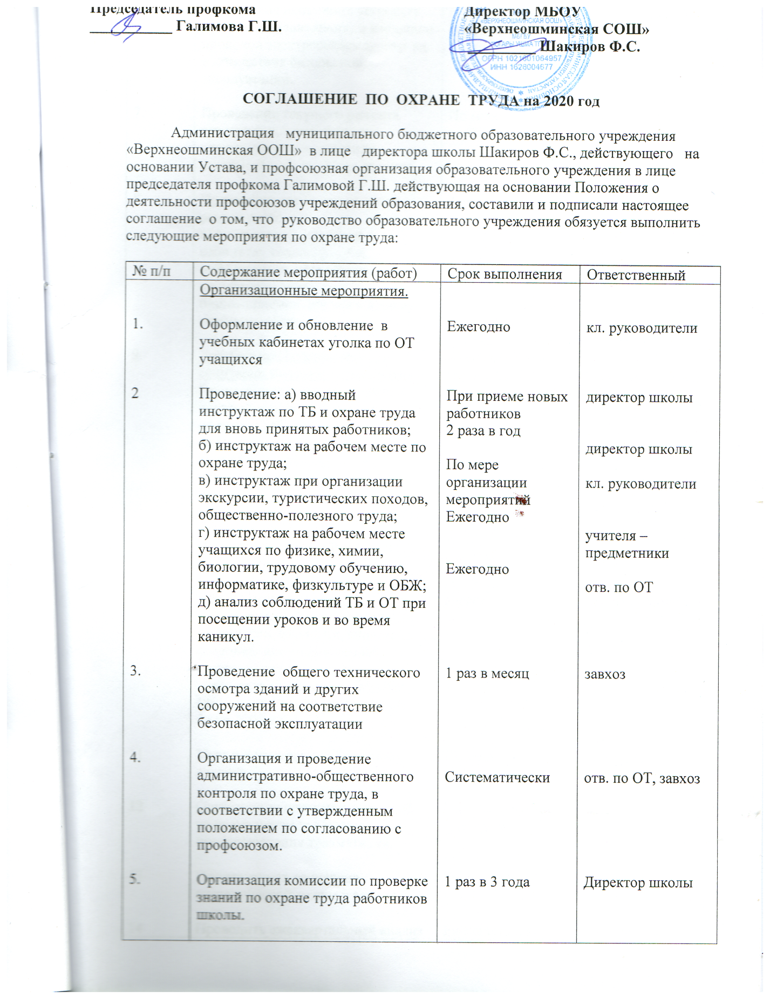 Председатель профкома
____________ Галимова Г.Ш.
Директор МБОУ
«Верхнеошминская СОШ»
__________ Шакиров Ф.С.
«ВЕРХНЕОШМИНСКАЯ ООШ»
ОГРН 1021601064957
ИНН 1626004677
СОГЛАШЕНИЕ ПО ОХРАНЕ ТРУДА на 2020 год
Администрация муниципального бюджетного образовательного учреждения
«Верхнеошминская ООШ» в лице директора школы Шакиров Ф.С., действующего на
основании Устава, и профсоюзная организация образовательного учреждения в лице
председателя профкома Галимовой Г.Ш. действующая на основании Положения о
деятельности профсоюзов учреждений образования, составили и подписали настоящее
соглашение о том, что руководство образовательного учреждения обязуется выполнить
следующие мероприятия по охране труда:
№ п/п Содержание мероприятия (работ) Срок выполнения Ответственный
Организационные мероприятия.
1. Оформление и обновление в Ежегодно кл. руководители
учебных кабинетах уголка по ОТ
учащихся
2 Проведение: а) вводный При приеме новых директор школы
инструктаж по ТБ и охране труда работников
для вновь принятых работников; 2 раза в год
б) инструктаж на рабочем месте по директор школы
охране труда; По мере
в) инструктаж при организации организации кл. руководители
экскурсии, туристических походов, мероприятий
общественно-полезного труда; Ежегодно
г) инструктаж на рабочем месте учителя –
учащихся по физике, химии, предметники
биологии, трудовому обучению, Ежегодно
информатике, физкультуре и ОБЖ; отв. по ОТ
д) анализ соблюдений ТБ и ОТ при
посещении уроков и во время
каникул.
3. Проведение общего технического 1 раз в месяц завхоз
осмотра зданий и других
сооружений на соответствие
безопасной эксплуатации
4. Организация и проведение
административно-общественного Систематически отв. по ОТ, завхоз
контроля по охране труда, в
соответствии с утвержденным
положением по согласованию с
профсоюзом.
5. Организация комиссии по проверке 1 раз в 3 года Директор школы
знаний по охране труда работников
школы.